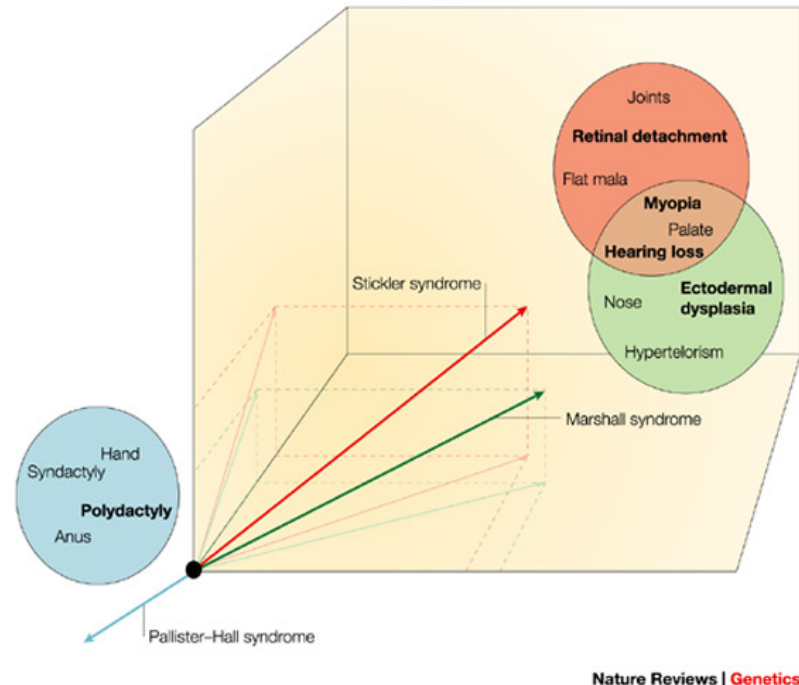 Joints
Retinal detachment
Flat mala
Myopia
Palate
Hearing loss
Stickler syndrome
Nose
Ectodermal
dysplasia
Hypertelorism
Marshall syndrome
Hand
Syndactyly
Polydactyly
Anus
Pallister–Hall syndrome
Nature Reviews | Genetics